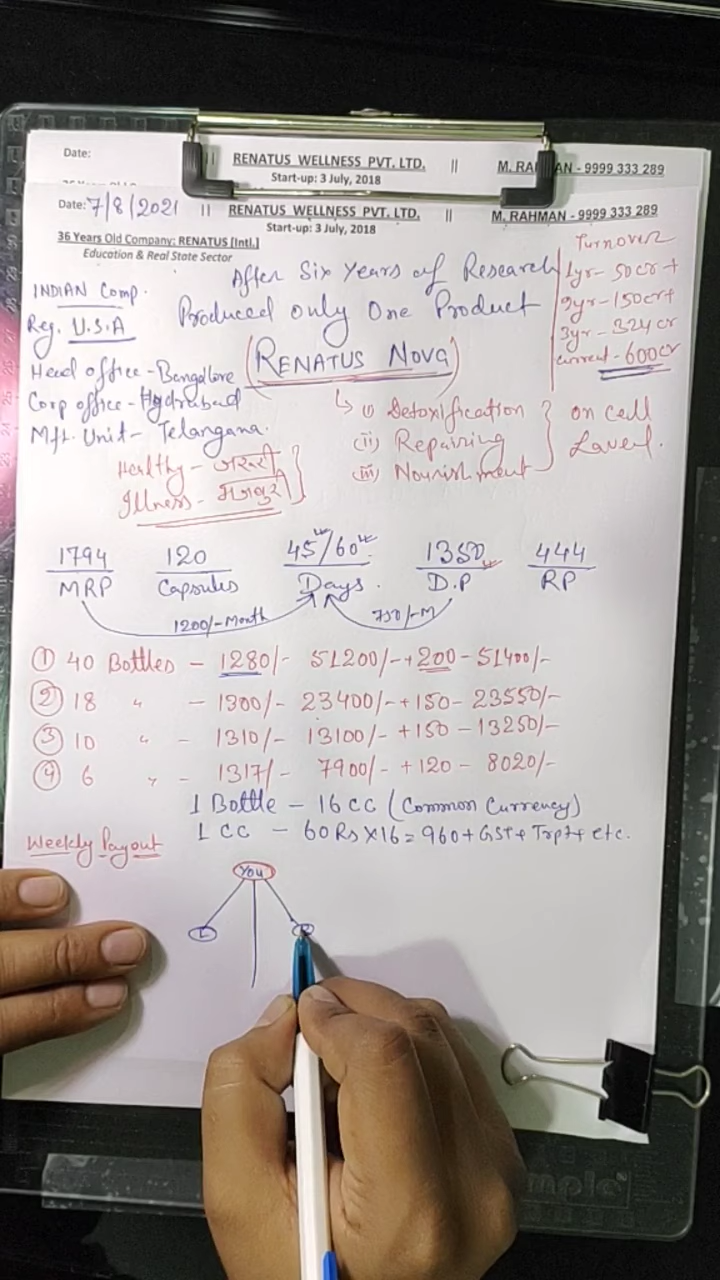 Date:
||
RENATUS WELLNESS PVT. LTD.
||
M. RAHMAN - 9999 333 289
Start-up: 3 July, 2018
Date: 7/8/2021 || RENATUS WELLNESS PVT. LTD. || M. RAHMAN - 9999 333 289
Start-up: 3 July, 2018
36 Years Old Company: RENATUS [Intl.]
Education & Real State Sector
Turnover
1yr - 50cr +
2yr - 150cr+
3yr - 324 cr
current - 600cr
INDIAN Comp.
Reg. U.S.A
Head office - Bangalore
Corp office - Hydrabad
Mft. Unit - Telangana.
After Six Years of Research
Produced only One Product
(RENATUS NOVA)
(i) Detoxification
(ii) Repairing
(iii) Nourishment
on cell
Lavel.
Healthy - जरूरी
Illness - मजबुरी
1794 120 45/60 1350 444
MRP Capsules Days. D.P RP
1200/-Month 750/-M
① 40 Bottles - 1280/- 51200/-+200-51400/-
② 18 " - 1300/- 23400/-+150-23550/-
③ 10 " - 1310/- 13100/-+150-13250/-
④ 6 " - 1317/- 7900/-+120-8020/-
1 Bottle - 16 CC (Common Currency)
1 CC - 60 Rs X16=960+GST+Trpt+etc.
Weekly Payout
You
L